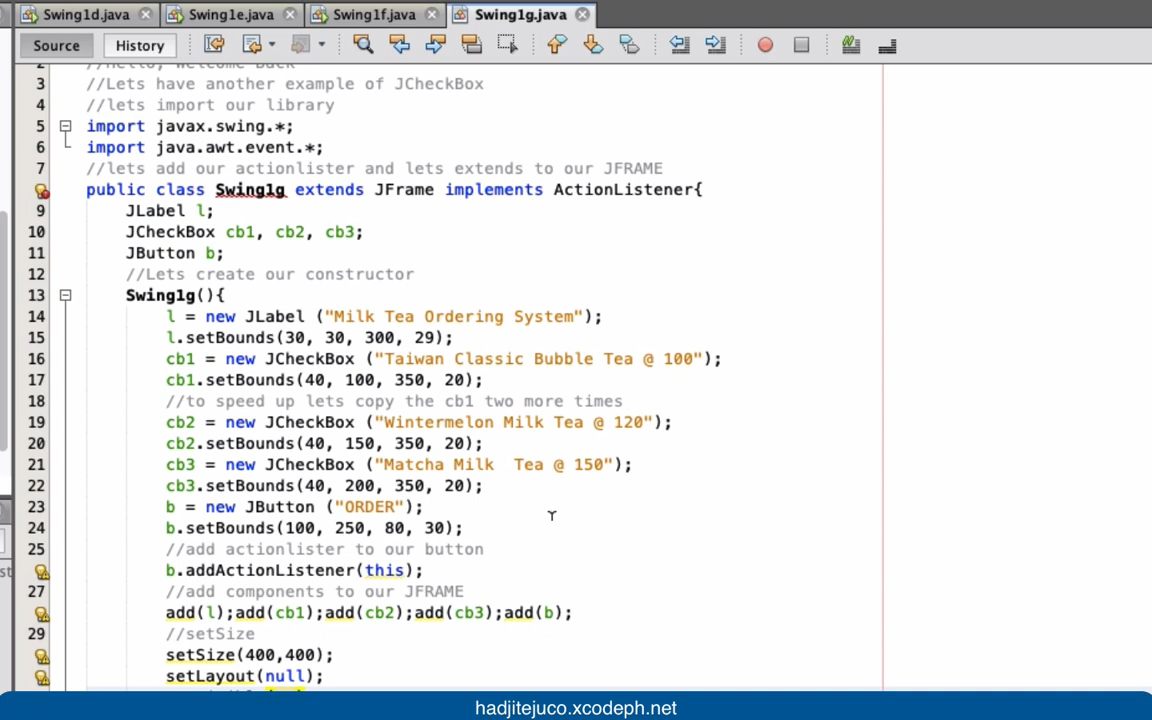 Swing1d.java Swing1e.java Swing1f.java Swing1g.java
Source History
2 //Hello, Welcome Back
3 //Lets have another example of JCheckBox
4 //lets import our library
5 import javax.swing.*;
6 import java.awt.event.*;
7 //lets add our actionlister and lets extends to our JFRAME
public class Swing1g extends JFrame implements ActionListener{
9 JLabel l;
10 JCheckBox cb1, cb2, cb3;
11 JButton b;
12 //Lets create our constructor
13 Swing1g(){
14 l = new JLabel ("Milk Tea Ordering System");
15 l.setBounds(30, 30, 300, 29);
16 cb1 = new JCheckBox ("Taiwan Classic Bubble Tea @ 100");
17 cb1.setBounds(40, 100, 350, 20);
18 //to speed up lets copy the cb1 two more times
19 cb2 = new JCheckBox ("Wintermelon Milk Tea @ 120");
20 cb2.setBounds(40, 150, 350, 20);
21 cb3 = new JCheckBox ("Matcha Milk  Tea @ 150");
22 cb3.setBounds(40, 200, 350, 20);
23 b = new JButton ("ORDER");
24 b.setBounds(100, 250, 80, 30);
25 //add actionlister to our button
b.addActionListener(this);
27 //add components to our JFRAME
add(l);add(cb1);add(cb2);add(cb3);add(b);
29 //setSize
setSize(400,400);
setLayout(null);
st
hadjitejuco.xcodeph.net